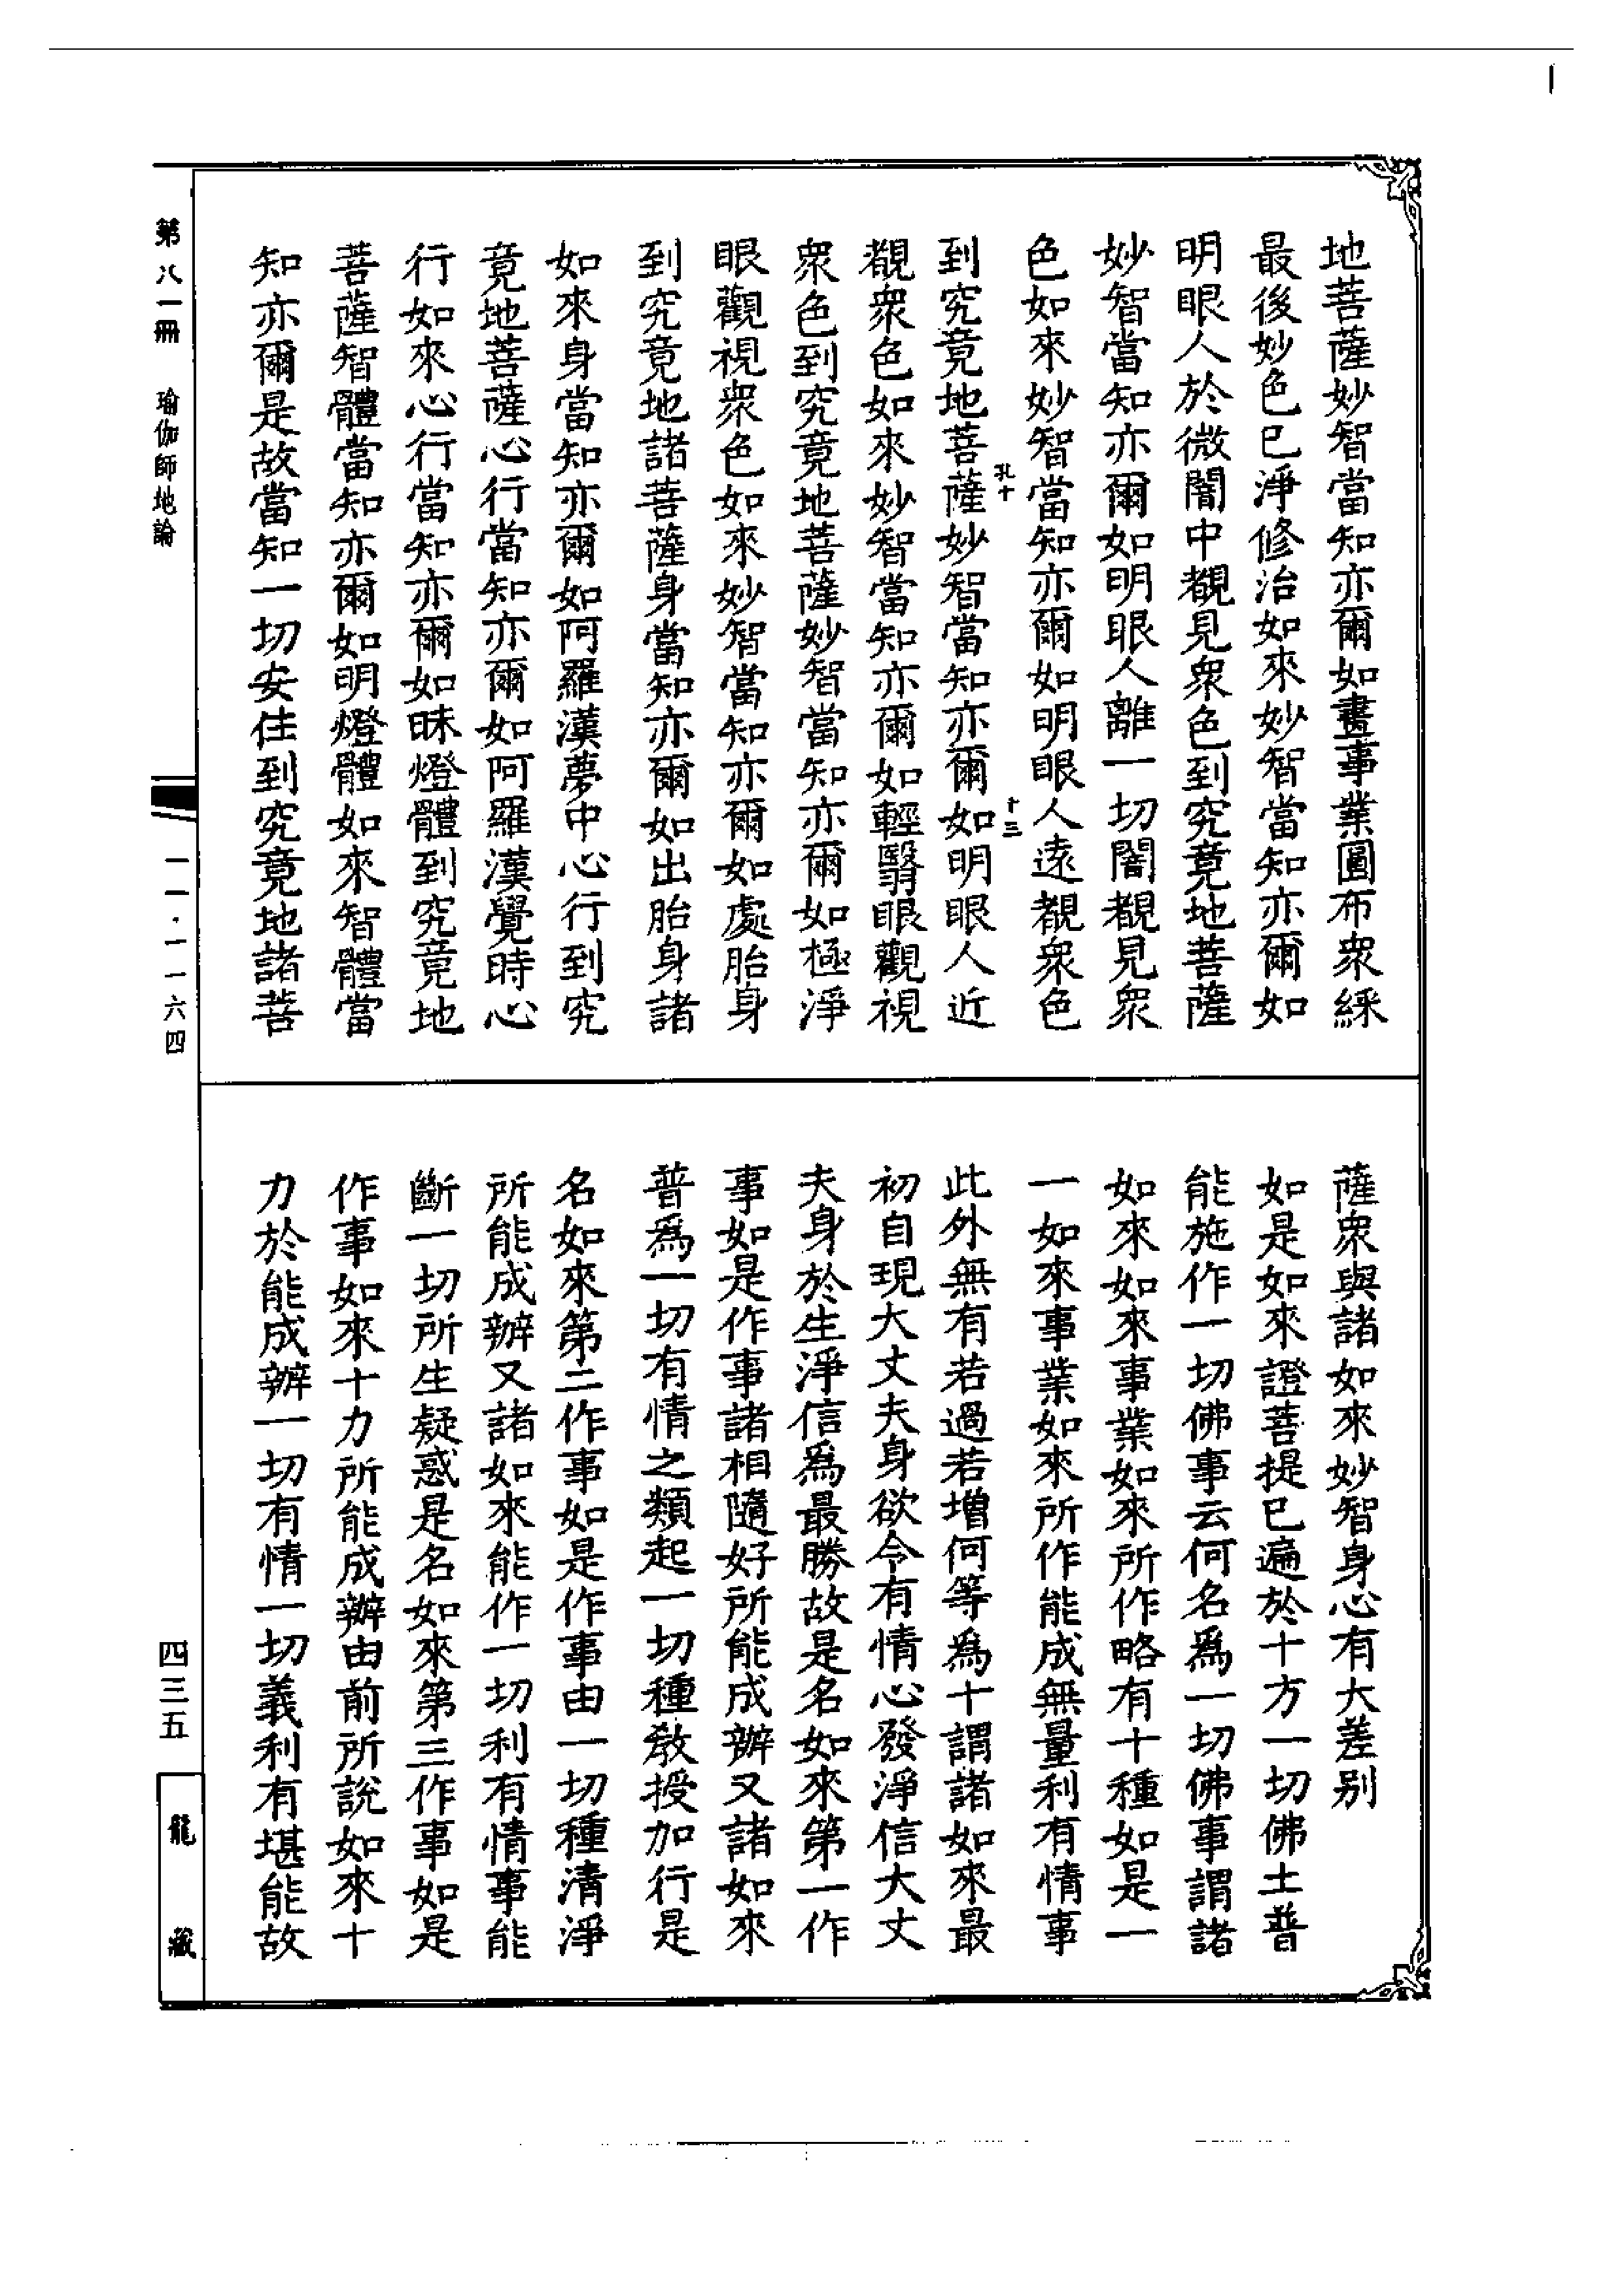 地菩薩妙智當知亦爾如畫事業圓布衆綵
最後妙色已淨修治如來妙智當知亦爾如
明眼人於微闇中覩見衆色到究竟地菩薩
妙智當知亦爾如明眼人離一切闇覩見衆
色如來妙智當知亦爾如明眼人遠覩衆色
孔十
十三
到究竟地菩薩妙智當知亦爾如明眼人近
覩衆色如來妙智當知亦爾如輕翳眼觀視
衆色到究竟地菩薩妙智當知亦爾如極淨
眼觀視衆色如來妙智當知亦爾如處胎身
到究竟地諸菩薩身當知亦爾如出胎身諸
如來身當知亦爾如阿羅漢夢中心行到究
竟地菩薩心行當知亦爾如阿羅漢覺時心
行如來心行當知亦爾如昧燈體到究竟地
菩薩智體當知亦爾如明燈體如來智體當
知亦爾是故當知一切安住到究竟地諸菩
薩衆與諸如來妙智身心有大差别
如是如來證菩提已遍於十方一切佛土普
能施作一切佛事云何名爲一切佛事謂諸
如來如來事業如來所作略有十種如是一
一如來事業如來所作能成無量利有情事
此外無有若過若增何等爲十謂諸如來最
初自現大丈夫身欲令有情心發淨信大丈
夫身於生淨信爲最勝故是名如來第一作
事如是作事諸相隨好所能成辦又諸如來
普爲一切有情之類起一切種教授加行是
名如來第二作事如是作事由一切種清淨
所能成辦又諸如來能作一切利有情事能
斷一切所生疑惑是名如來第三作事如是
作事如來十力所能成辦由前所說如來十
力於能成辦一切有情一切義利有堪能故
第八一冊 瑜伽師地論
一一·一一六四
四三五
龍藏